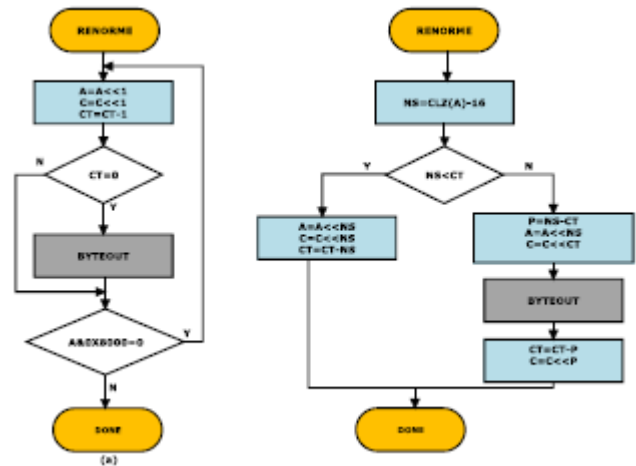 RENORME
A=A<<1
C=C<<1
CT=CT-1
N
CT=0
Y
BYTEOUT
A&0X8000=0
Y
N
DONE
(a)
RENORME
NS=CLZ(A)-16
Y
NS<CT
N
A=A<<NS
C=C<<NS
CT=CT-NS
P=NS-CT
A=A<<NS
C=C<<CT
BYTEOUT
CT=CT-P
C=C<<P
DONE